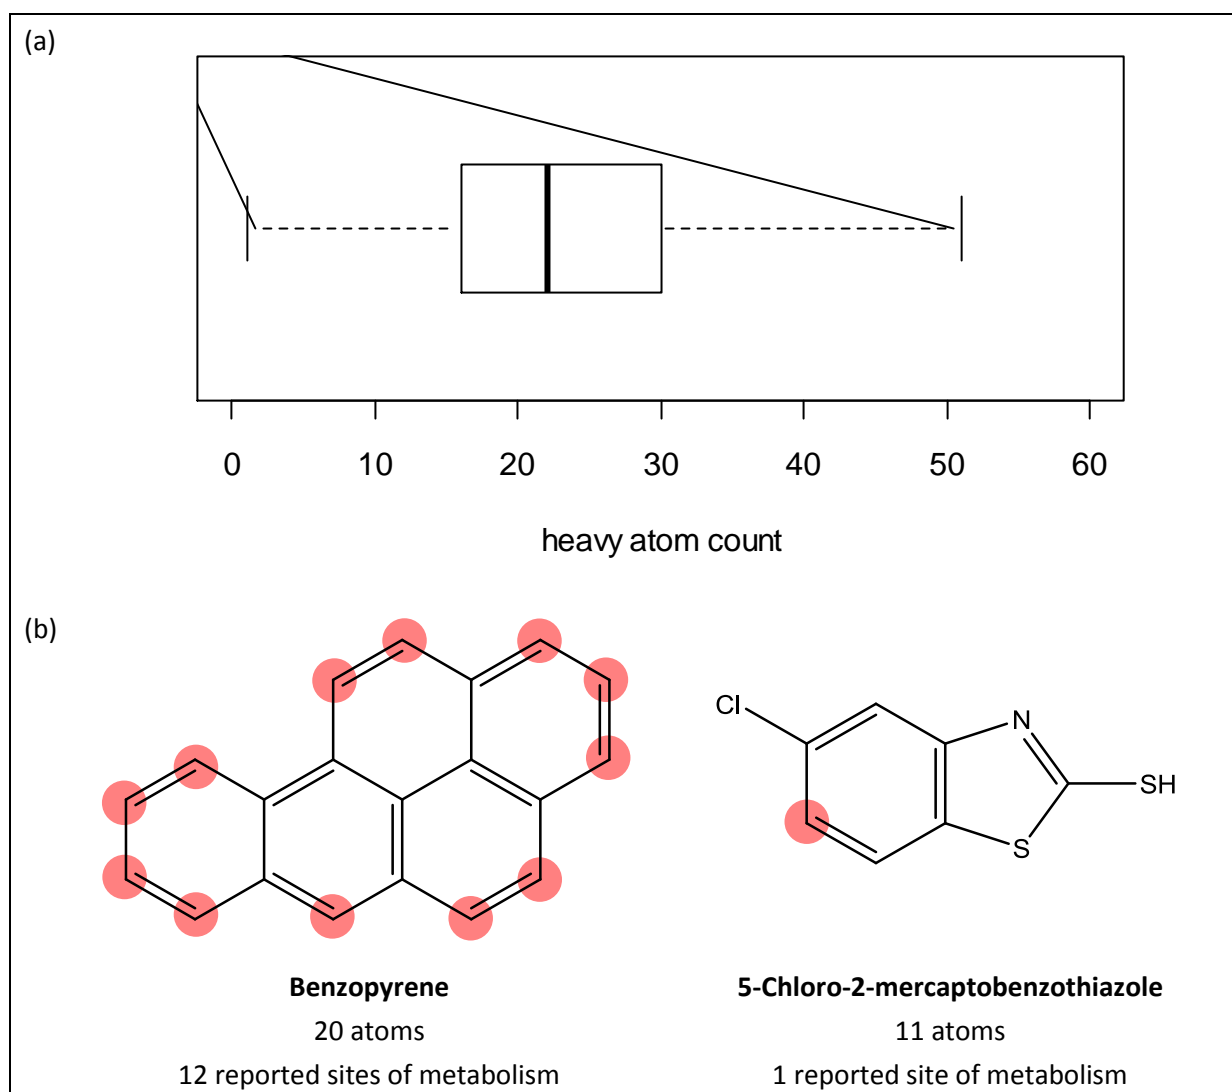 (a)
0 10 20 30 40 50 60
heavy atom count
(b)
Cl
N
SH
S
Benzopyrene
20 atoms
12 reported sites of metabolism
5-Chloro-2-mercaptobenzothiazole
11 atoms
1 reported site of metabolism